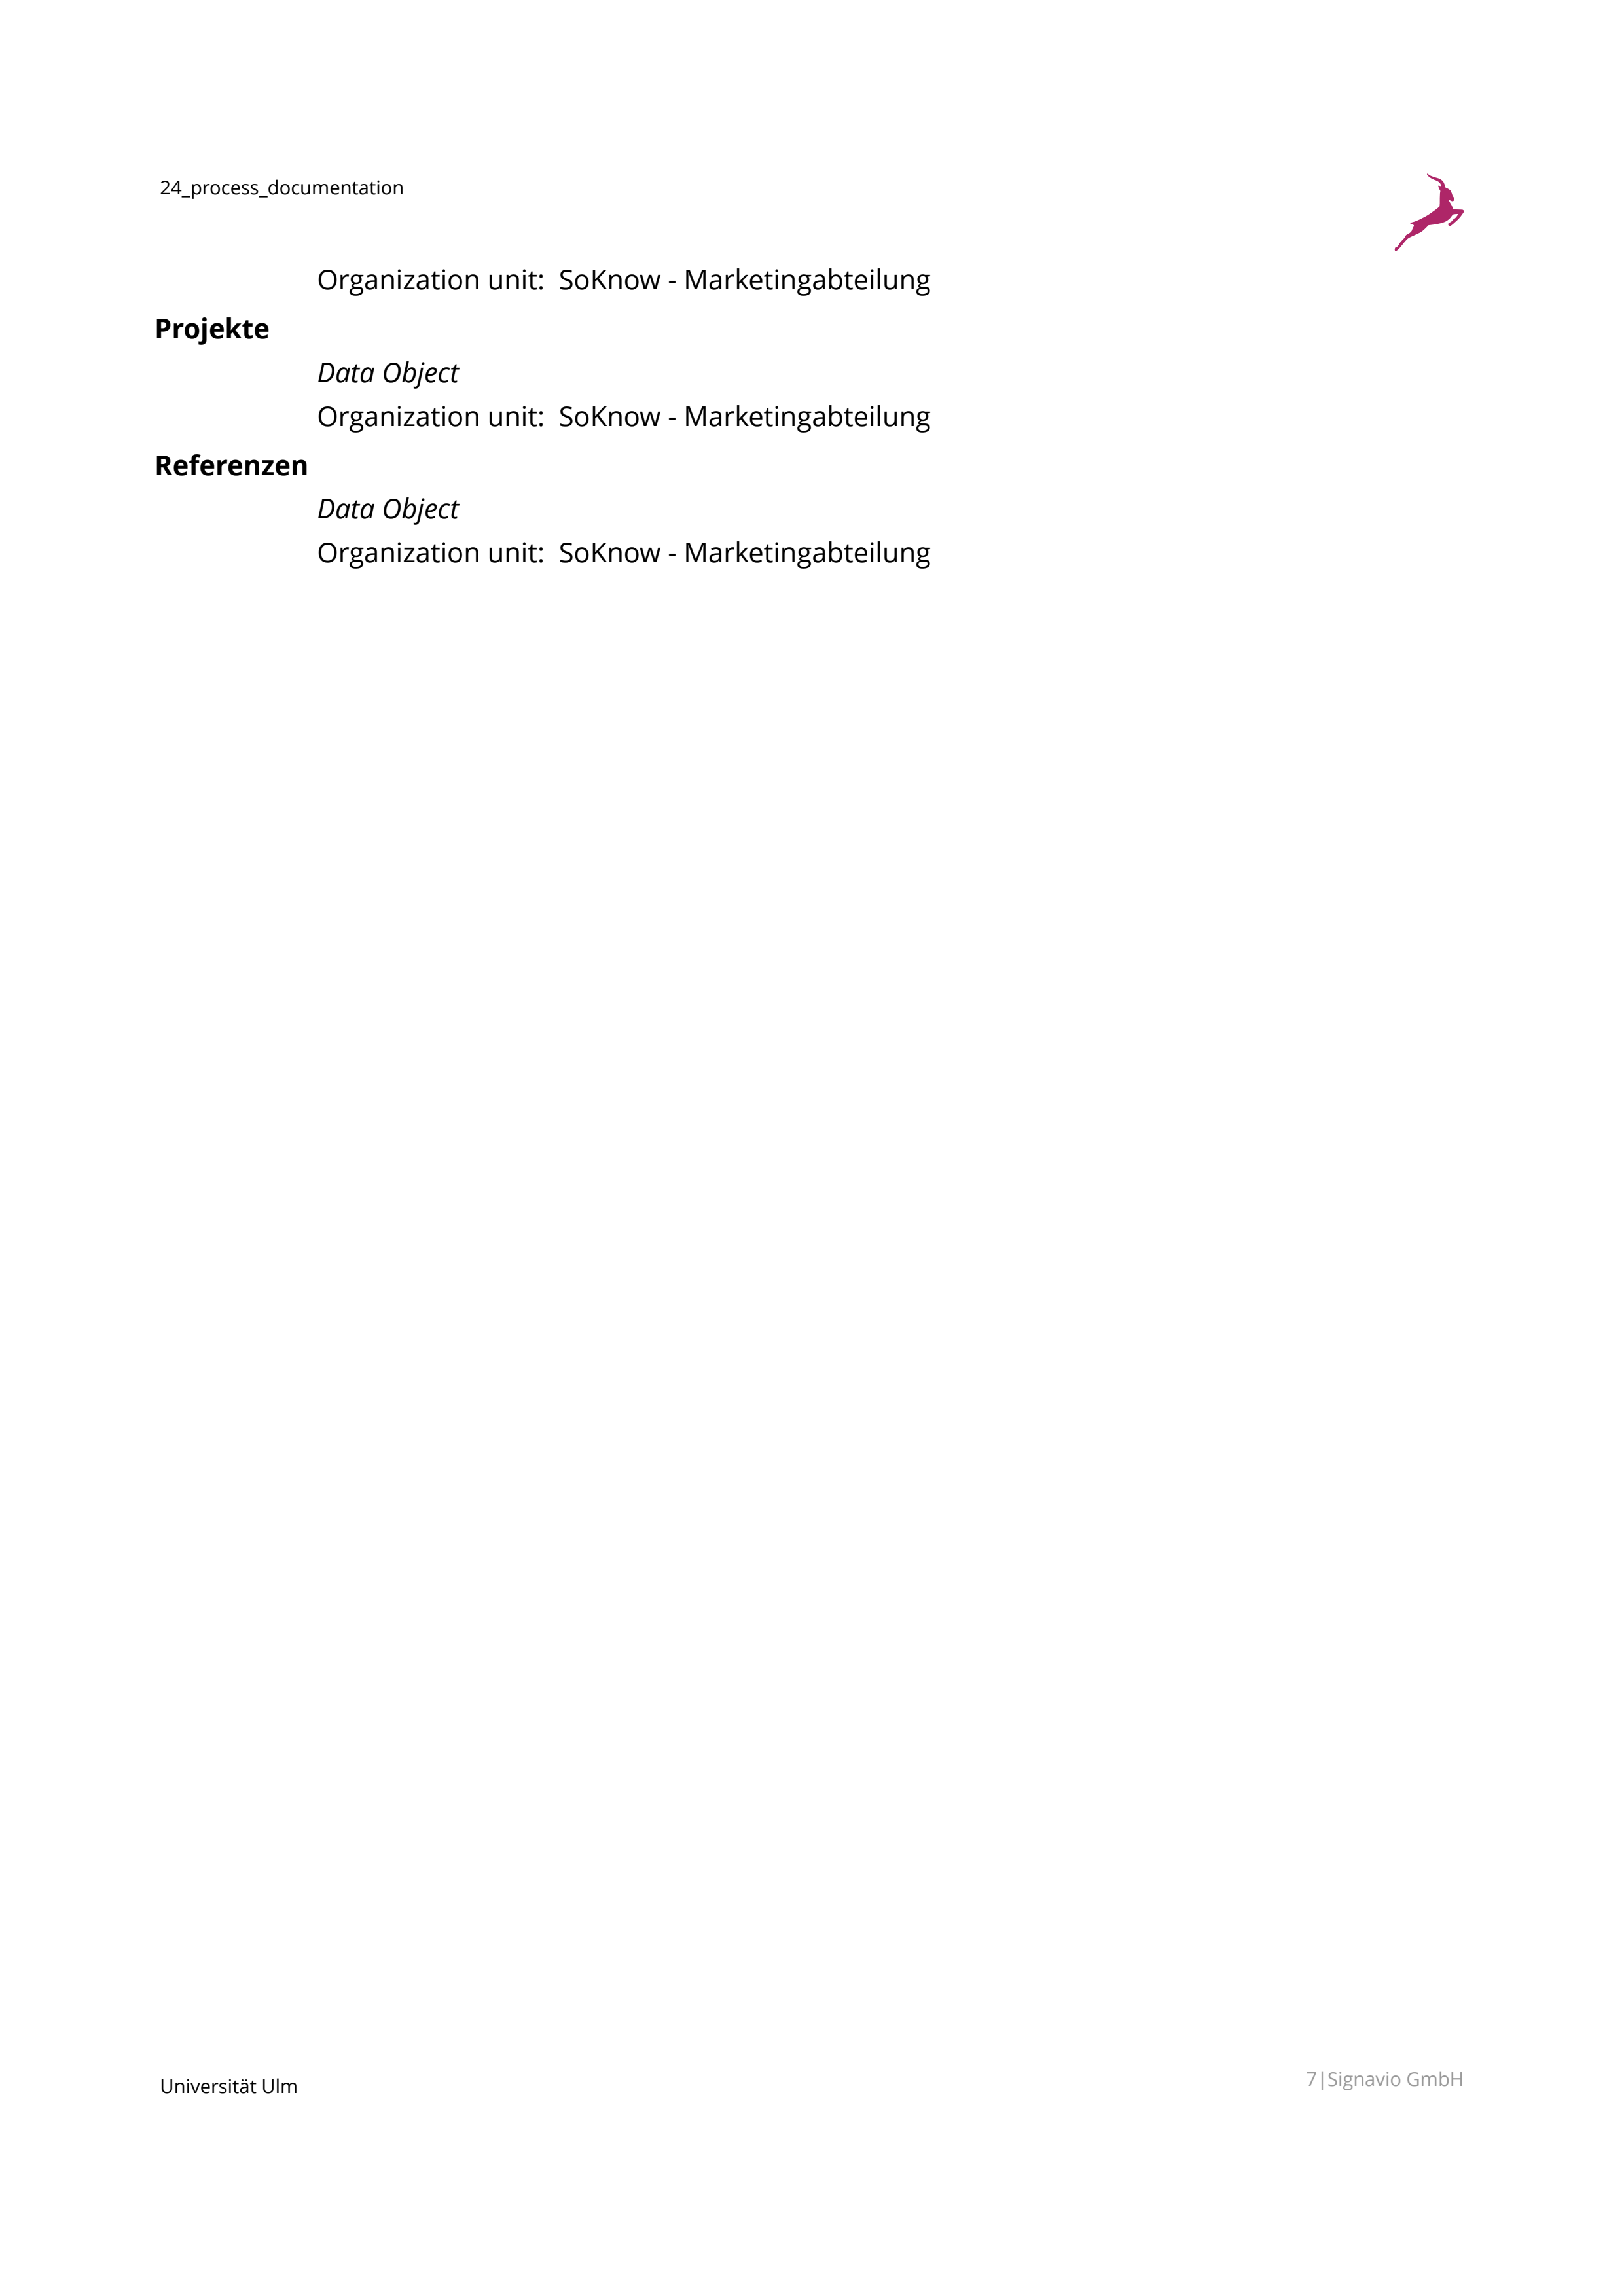 24_process_documentation
Organization unit:  SoKnow - Marketingabteilung
Projekte
Data Object
Organization unit:  SoKnow - Marketingabteilung
Referenzen
Data Object
Organization unit:  SoKnow - Marketingabteilung
Universität Ulm
7|Signavio GmbH